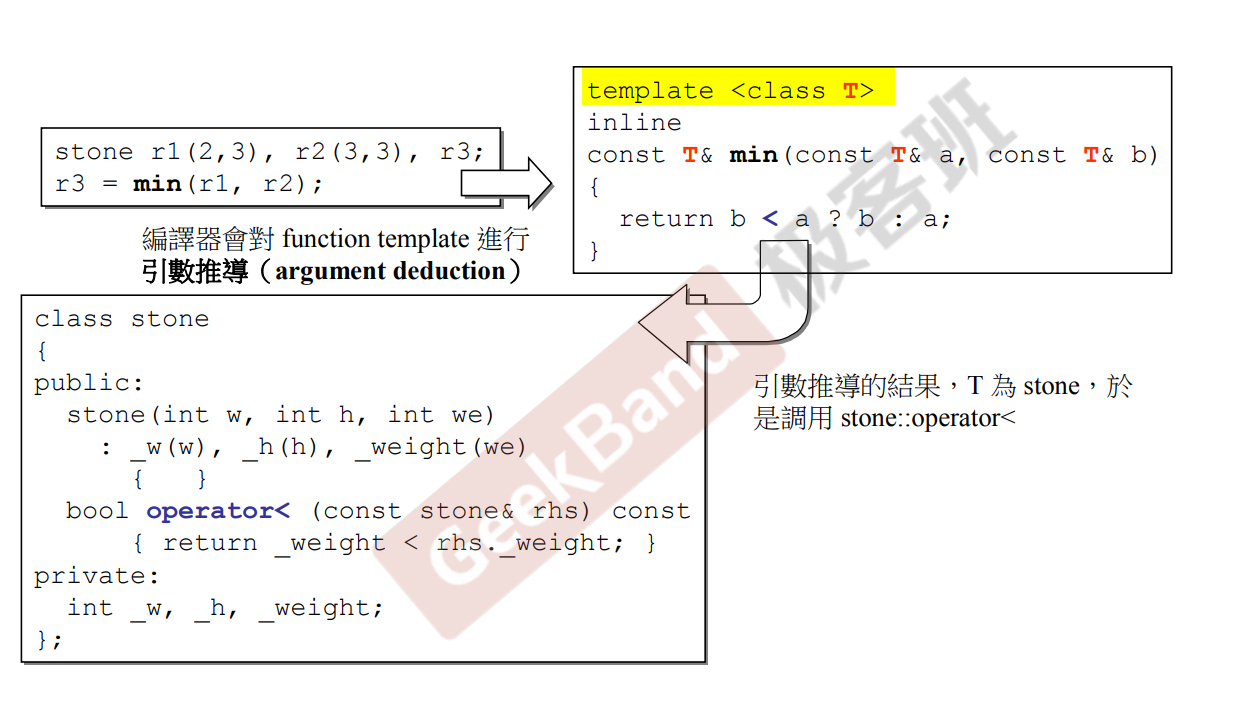 stone r1(2,3), r2(3,3), r3;
r3 = min(r1, r2);
編譯器會對 function template 進行
引數推導（argument deduction）
template <class T>
inline
const T& min(const T& a, const T& b)
{
  return b < a ? b : a;
}
class stone
{
public:
  stone(int w, int h, int we)
    : _w(w), _h(h), _weight(we)
      {   }
  bool operator< (const stone& rhs) const
      { return _weight < rhs._weight; }
private:
  int _w, _h, _weight;
};
引數推導的結果，T 為 stone，於
是調用 stone::operator<
GeekBand
极客班